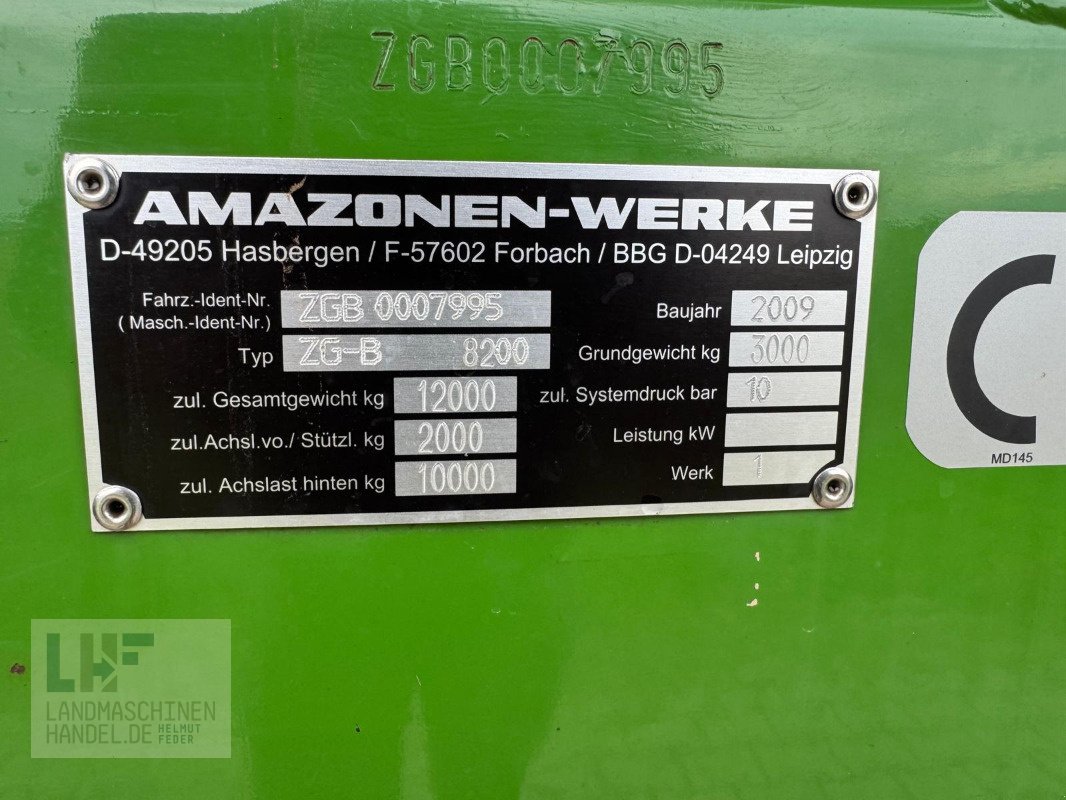 ZGB0007995
AMAZONEN-WERKE
D-49205 Hasbergen / F-57602 Forbach / BBG D-04249 Leipzig
Fahrz.-Ident-Nr.
( Masch.-Ident-Nr.) ZGB 0007995
Typ ZG-B 8200
zul. Gesamtgewicht kg 12000
zul.Achsl.vo./ Stützl. kg 2000
zul. Achslast hinten kg 10000
Baujahr 2009
Grundgewicht kg 3000
zul. Systemdruck bar 10
Leistung kW
Werk 1
C
MD145
LHF
LANDMASCHINEN
HANDEL.DE HELMUT
FEDER